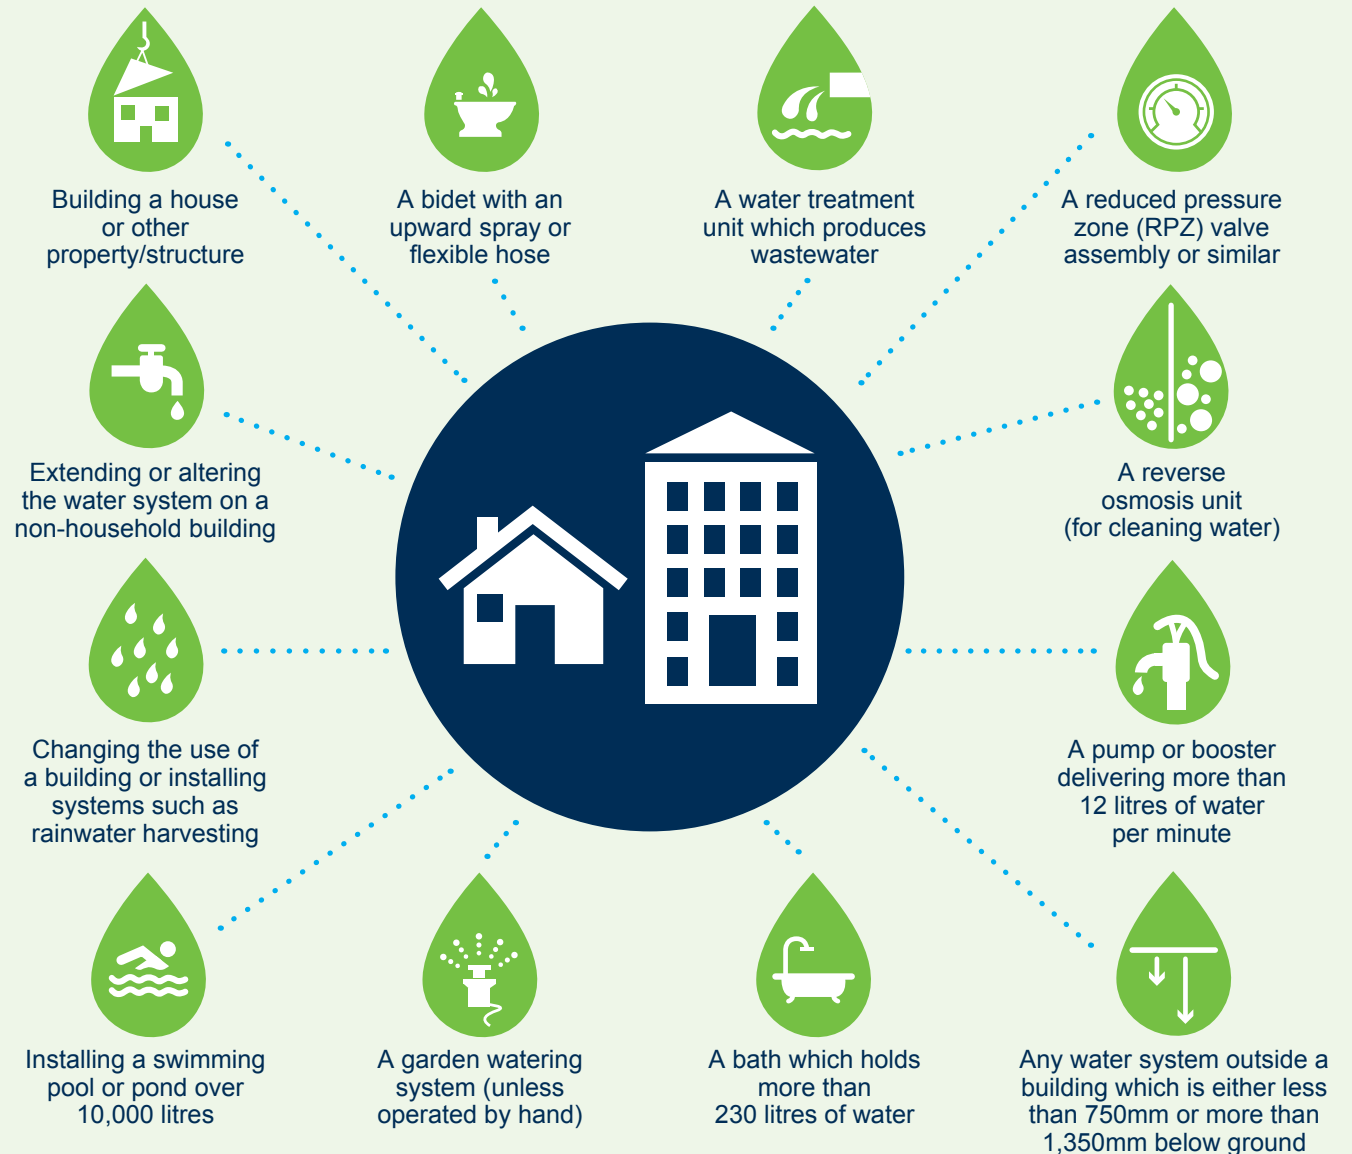 Building a house
or other
property/structure
A bidet with an
upward spray or
flexible hose
A water treatment
unit which produces
wastewater
A reduced pressure
zone (RPZ) valve
assembly or similar
Extending or altering
the water system on a
non-household building
A reverse
osmosis unit
(for cleaning water)
Changing the use of
a building or installing
systems such as
rainwater harvesting
A pump or booster
delivering more than
12 litres of water
per minute
Installing a swimming
pool or pond over
10,000 litres
A garden watering
system (unless
operated by hand)
A bath which holds
more than
230 litres of water
Any water system outside a
building which is either less
than 750mm or more than
1,350mm below ground